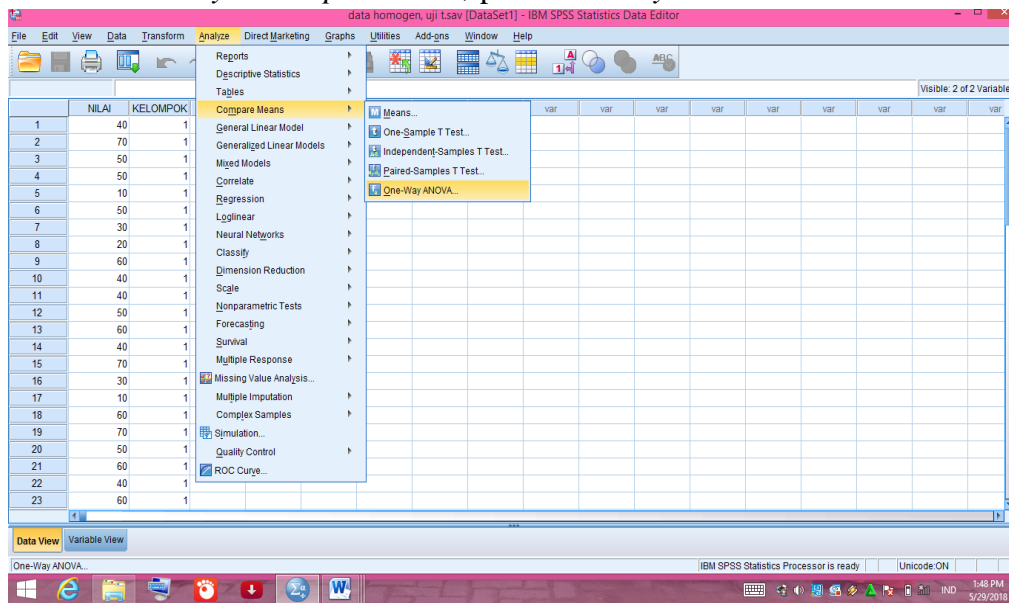 data homogen, uji t.sav [DataSet1] - IBM SPSS Statistics Data Editor
File Edit View Data Transform Analyze Direct Marketing Graphs Utilities Add-ons Window Help
Visible: 2 of 2 Variable
NILAI KELOMPOK var var var var var var var var
Reports
Descriptive Statistics
Tables
Compare Means
General Linear Model
Generalized Linear Models
Mixed Models
Correlate
Regression
Loglinear
Neural Networks
Classify
Dimension Reduction
Scale
Nonparametric Tests
Forecasting
Survival
Multiple Response
Missing Value Analysis...
Multiple Imputation
Complex Samples
Simulation...
Quality Control
ROC Curve...
Means...
One-Sample T Test...
Independent-Samples T Test...
Paired-Samples T Test...
One-Way ANOVA...
1 40 1
2 70 1
3 50 1
4 50 1
5 10 1
6 50 1
7 30 1
8 20 1
9 60 1
10 40 1
11 40 1
12 50 1
13 60 1
14 40 1
15 70 1
16 30 1
17 10 1
18 60 1
19 70 1
20 50 1
21 60 1
22 40 1
23 60 1
Data View Variable View
One-Way ANOVA... IBM SPSS Statistics Processor is ready Unicode:ON
IND 1:48 PM
5/29/2018